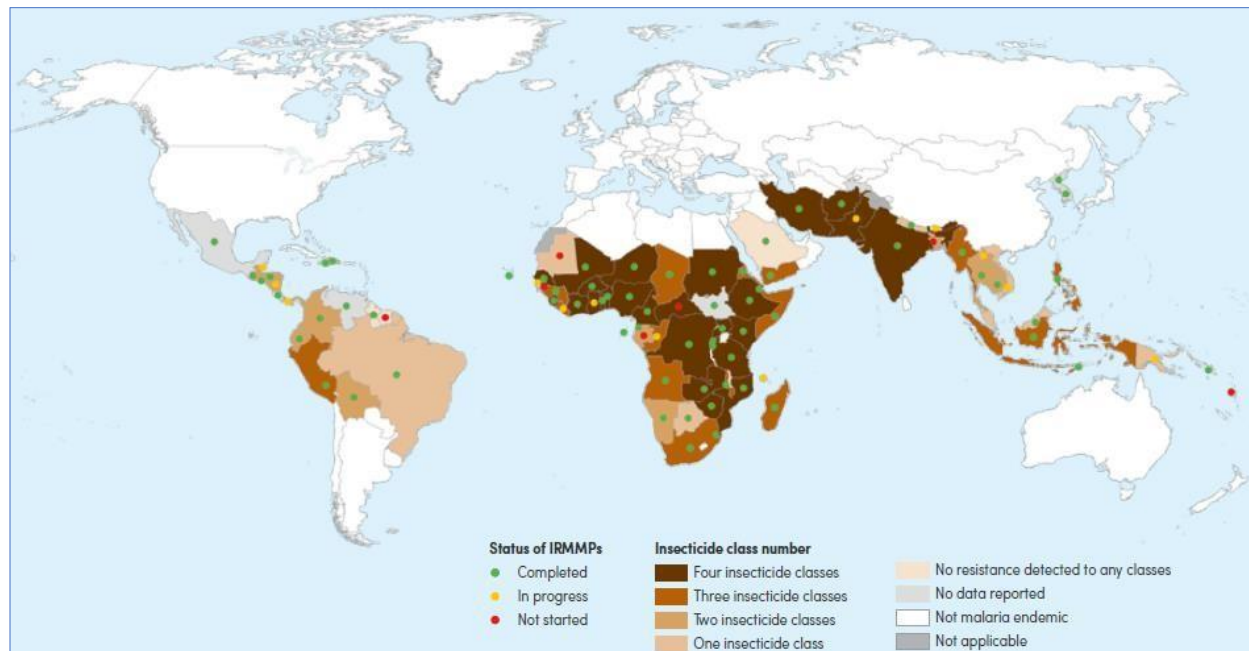 Status of IRMMPs
Completed
In progress
Not started
Insecticide class number
Four insecticide classes
Three insecticide classes
Two insecticide classes
One insecticide class
No resistance detected to any classes
No data reported
Not malaria endemic
Not applicable